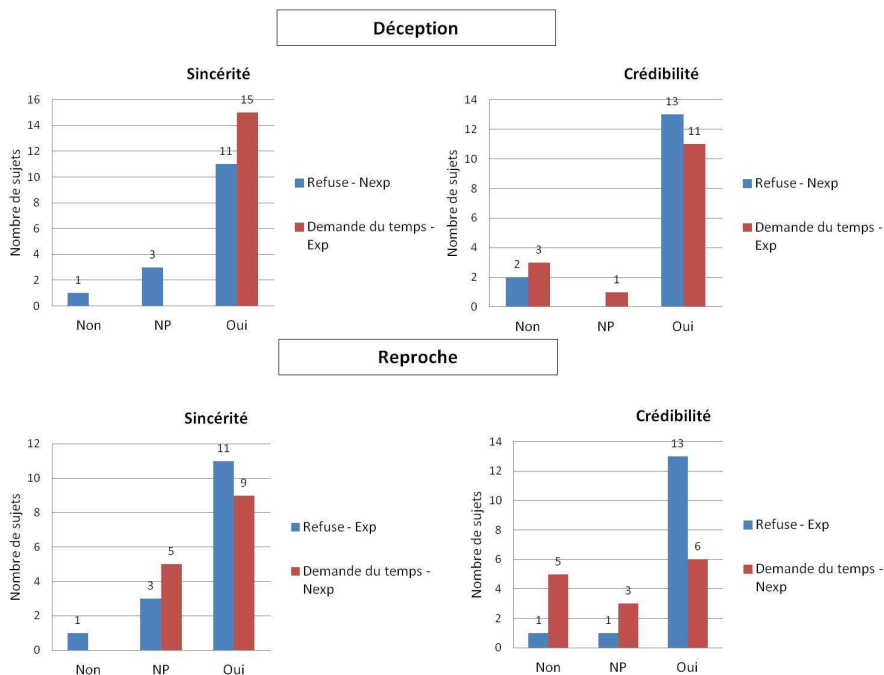 Déception
Sincérité
Nombre de sujets
16
14
12
10
8
6
4
2
0
1
3
11
15
Non
NP
Oui
Refuse - Nexp
Demande du temps -
Exp
Crédibilité
Nombre de sujets
14
12
10
8
6
4
2
0
2
3
1
13
11
Non
NP
Oui
Refuse - Nexp
Demande du temps -
Exp
Reproche
Sincérité
Nombre de sujets
12
10
8
6
4
2
0
1
3
5
11
9
Non
NP
Oui
Refuse - Exp
Demande du temps -
Nexp
Crédibilité
Nombre de sujets
14
12
10
8
6
4
2
0
1
5
1
3
13
6
Non
NP
Oui
Refuse - Exp
Demande du temps -
Nexp